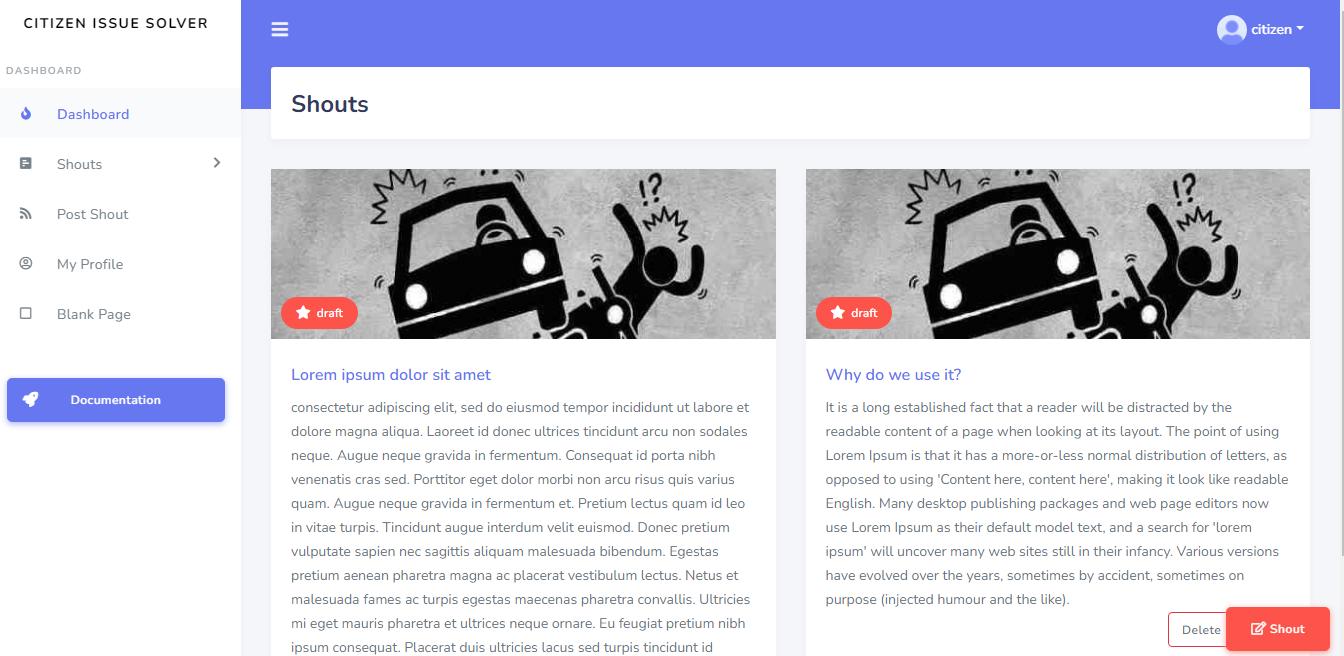 CITIZEN ISSUE SOLVER
citizen
DASHBOARD
Dashboard
Shouts
Post Shout
My Profile
Blank Page
Documentation
Shouts
!?
draft
Lorem ipsum dolor sit amet
consectetur adipiscing elit, sed do eiusmod tempor incididunt ut labore et
dolore magna aliqua. Laoreet id donec ultrices tincidunt arcu non sodales
neque. Augue neque gravida in fermentum. Consequat id porta nibh
venenatis cras sed. Porttitor eget dolor morbi non arcu risus quis varius
quam. Augue neque gravida in fermentum et. Pretium lectus quam id leo
in vitae turpis. Tincidunt augue interdum velit euismod. Donec pretium
vulputate sapien nec sagittis aliquam malesuada bibendum. Egestas
pretium aenean pharetra magna ac placerat vestibulum lectus. Netus et
malesuada fames ac turpis egestas maecenas pharetra convallis. Ultricies
mi eget mauris pharetra et ultrices neque ornare. Eu feugiat pretium nibh
ipsum consequat. Placerat duis ultricies lacus sed turpis tincidunt id
!?
draft
Why do we use it?
It is a long established fact that a reader will be distracted by the
readable content of a page when looking at its layout. The point of using
Lorem Ipsum is that it has a more-or-less normal distribution of letters, as
opposed to using 'Content here, content here', making it look like readable
English. Many desktop publishing packages and web page editors now
use Lorem Ipsum as their default model text, and a search for 'lorem
ipsum' will uncover many web sites still in their infancy. Various versions
have evolved over the years, sometimes by accident, sometimes on
purpose (injected humour and the like).
Delete
Shout